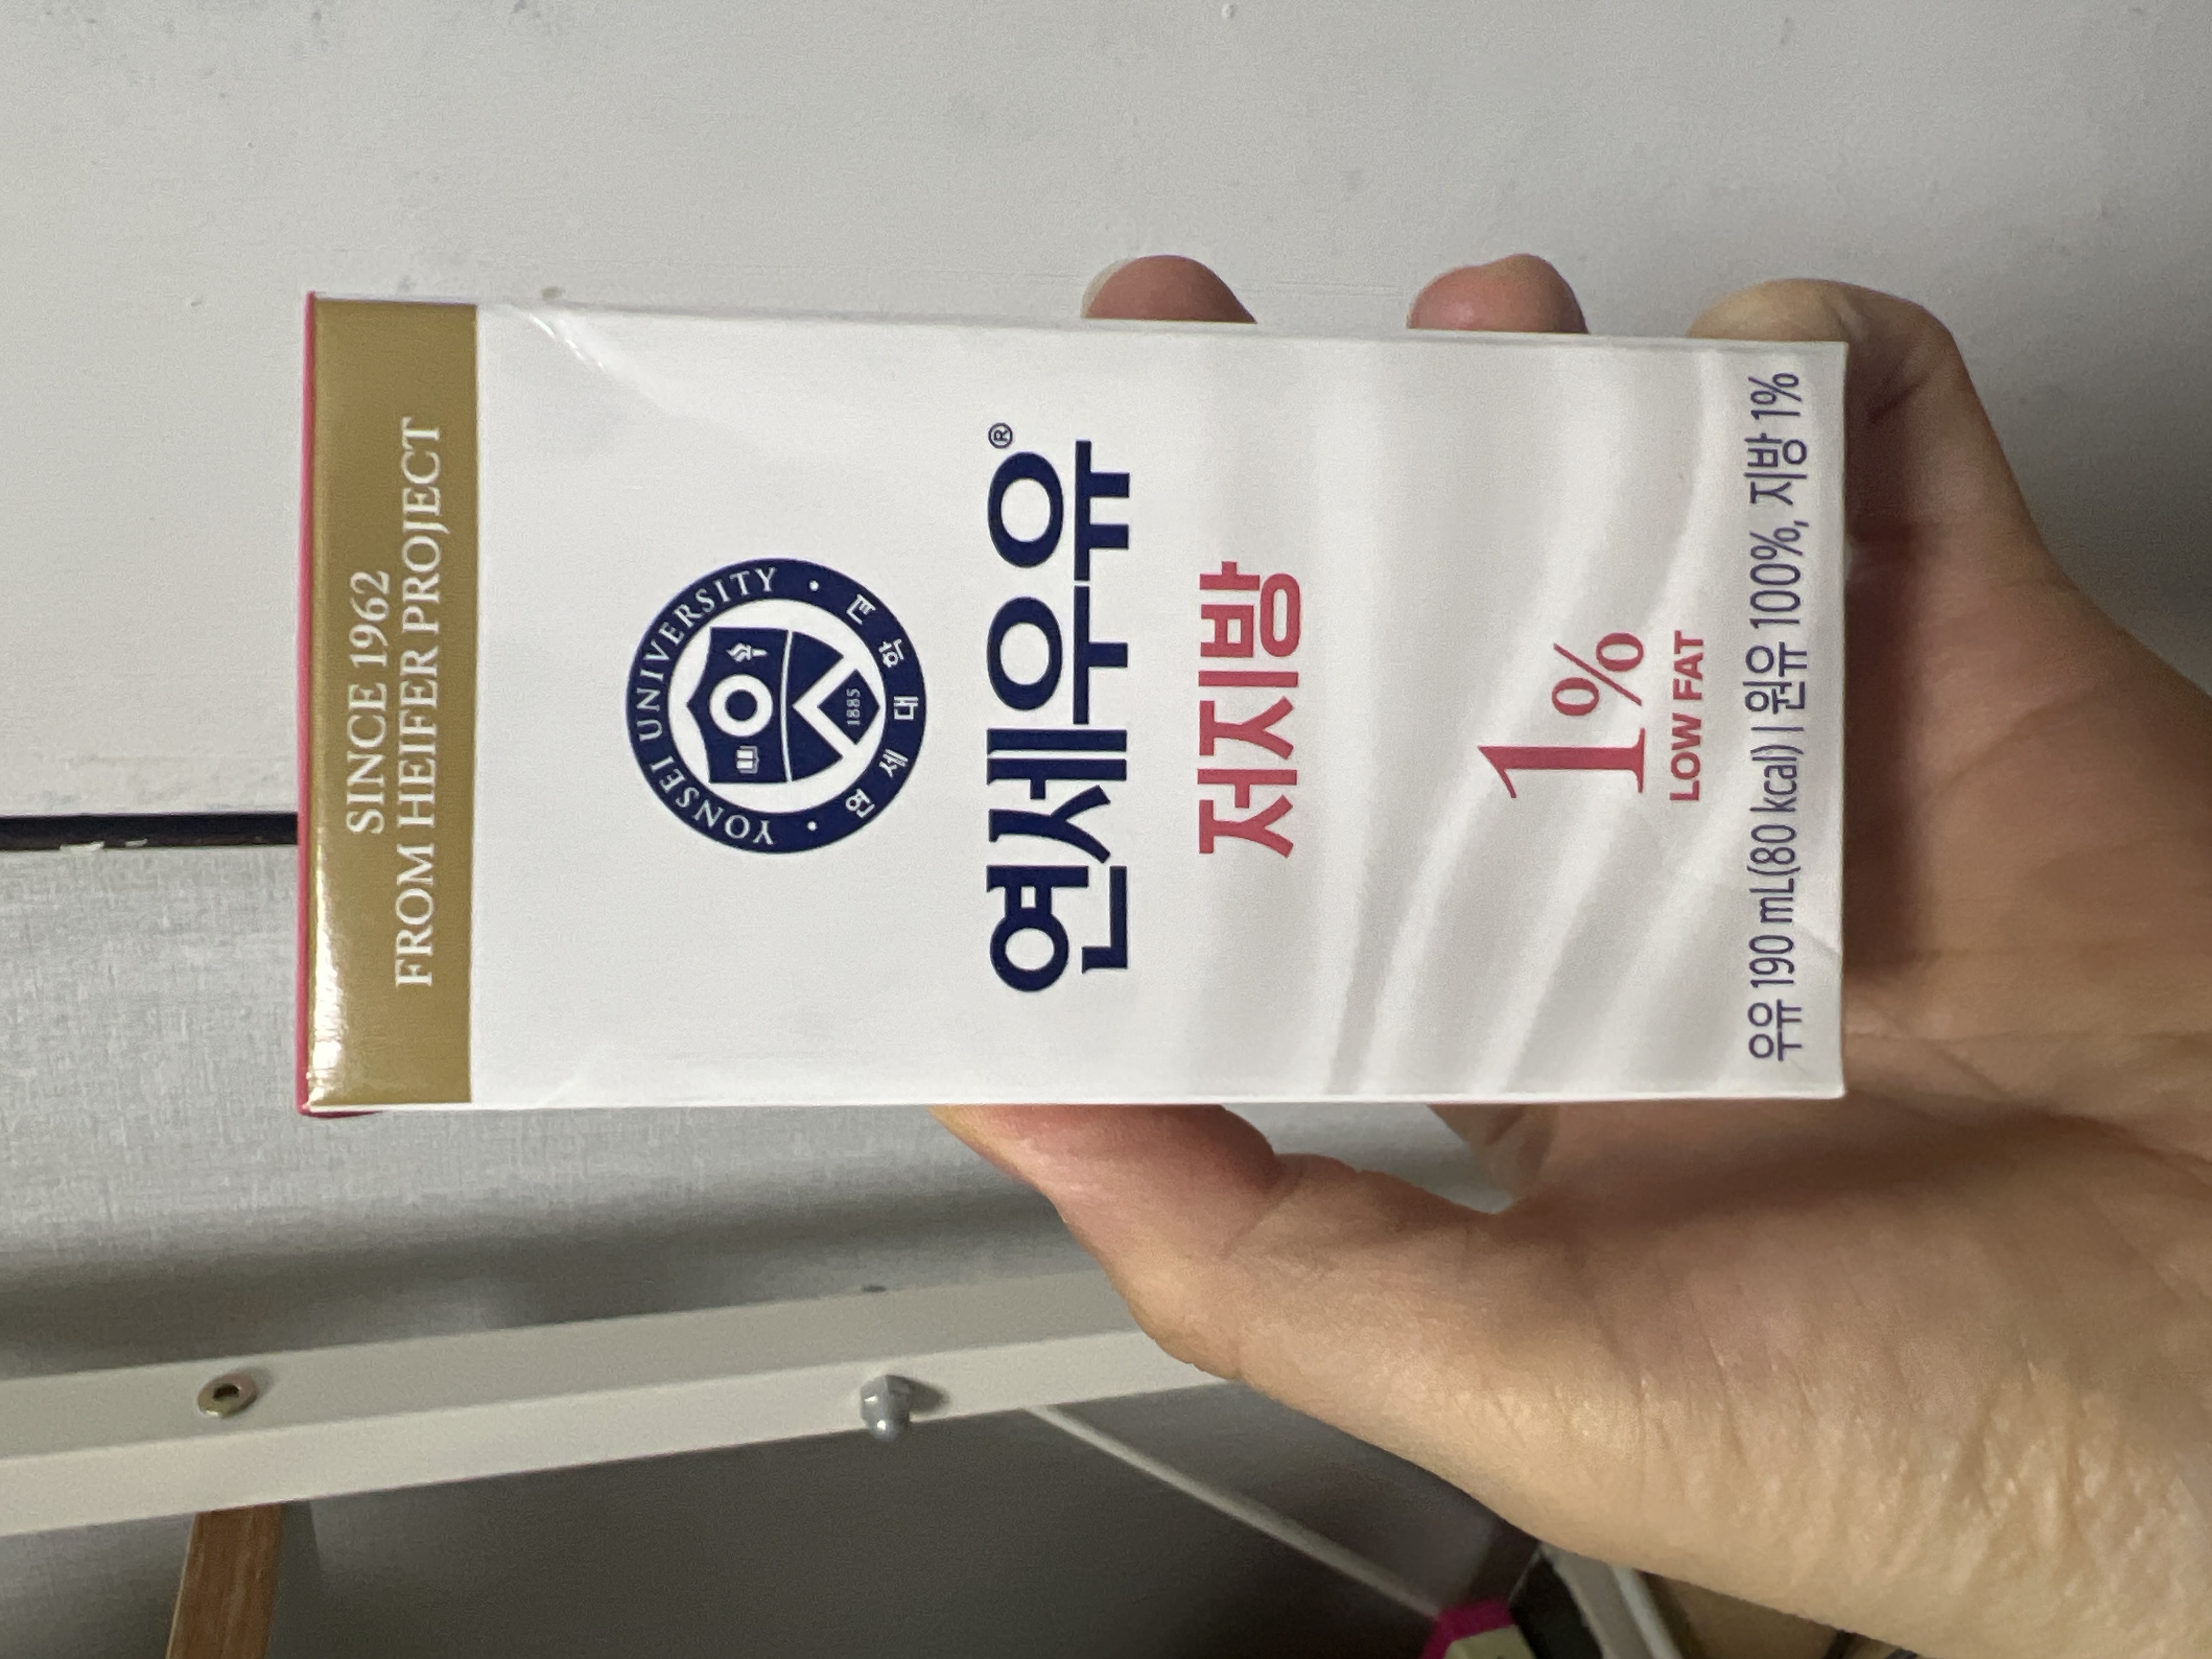 SINCE 1962
FROM HEIFER PROJECT
YONSEI UNIVERSITY
1885
연세대학교
연세우유®
저지방
1%
LOW FAT
유유 190 mL(80 kcal) | 원유 100%, 지방 1%